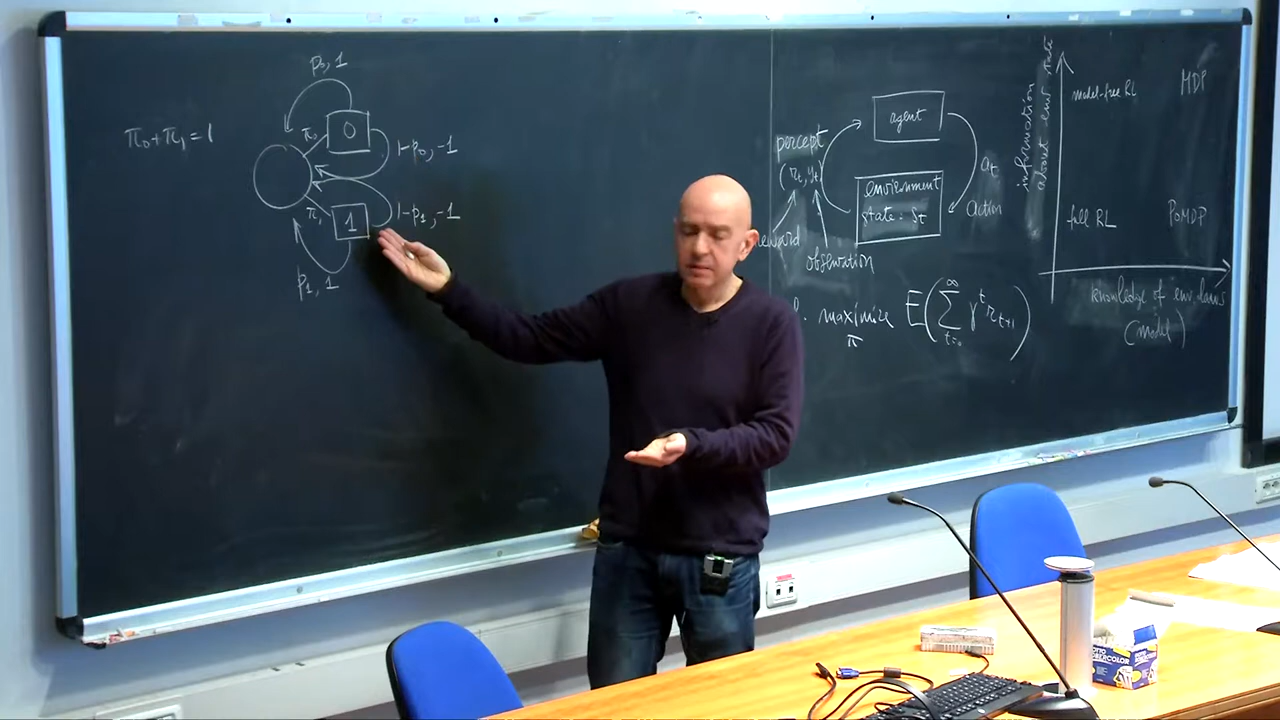 π₀+π₁=1
p₀, 1
π₀
0
1-p₀, -1
π₁
1
1-p₁, -1
p₁, 1
agent
percept
(r_t, y_t)
environment
state: S_t
a_t
Action
reward
observation
maximize E(∑_{t=0}^{∞} γ^t r_{t+1})
π
information
about env. state
model-free RL MDP
full RL POMDP
knowledge of env
(model)
COLOR